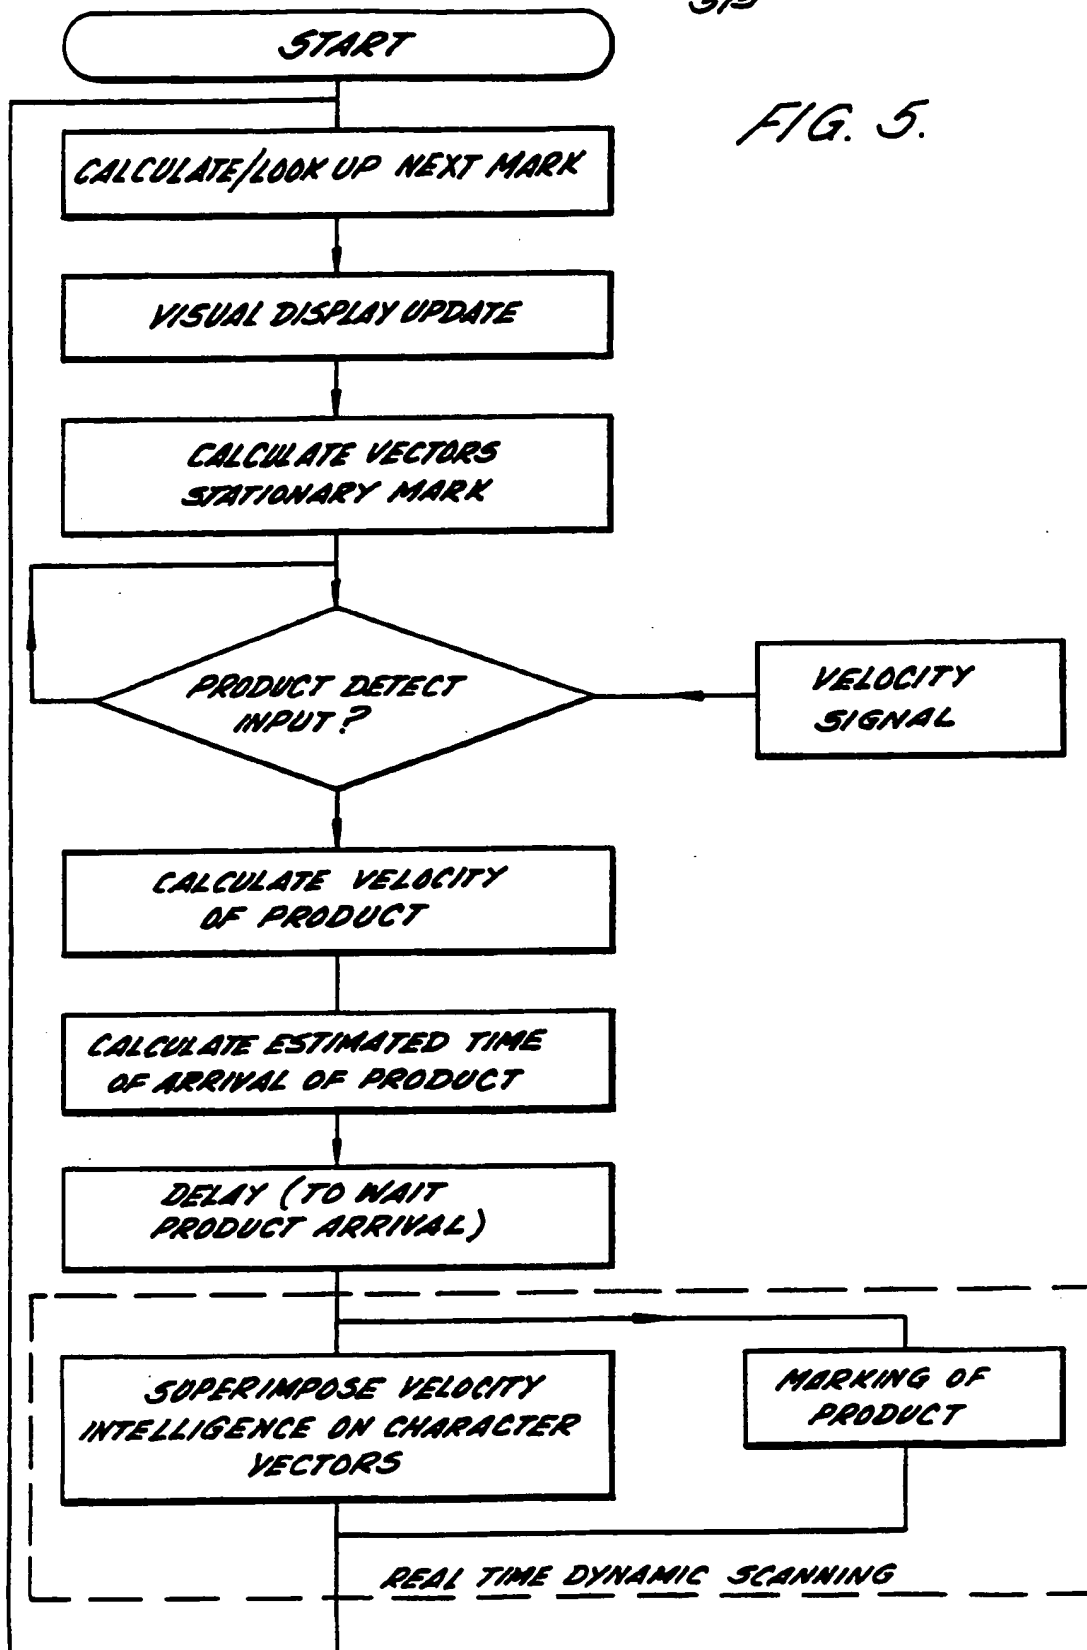 START
FIG. 5.
CALCULATE/LOOK UP NEXT MARK
VISUAL DISPLAY UPDATE
CALCULATE VECTORS
STATIONARY MARK
PRODUCT DETECT
INPUT?
VELOCITY
SIGNAL
CALCULATE VELOCITY
OF PRODUCT
CALCULATE ESTIMATED TIME
OF ARRIVAL OF PRODUCT
DELAY (TO WAIT
PRODUCT ARRIVAL)
SUPERIMPOSE VELOCITY
INTELLIGENCE ON CHARACTER
VECTORS
MARKING OF
PRODUCT
REAL TIME DYNAMIC SCANNING